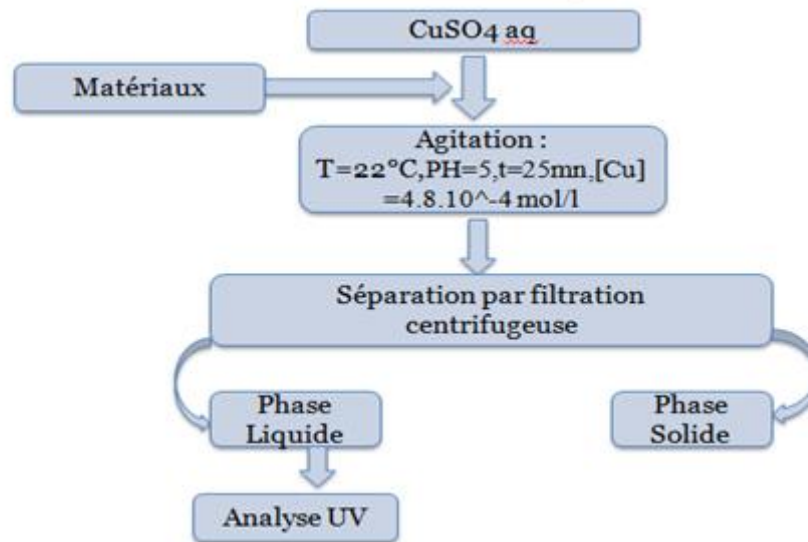 CuSO4 aq
Matériaux
Agitation :
T=22°C,PH=5,t=25mn,[Cu]
=4.8.10^-4 mol/l
Séparation par filtration
centrifugeuse
Phase
Liquide
Phase
Solide
Analyse UV